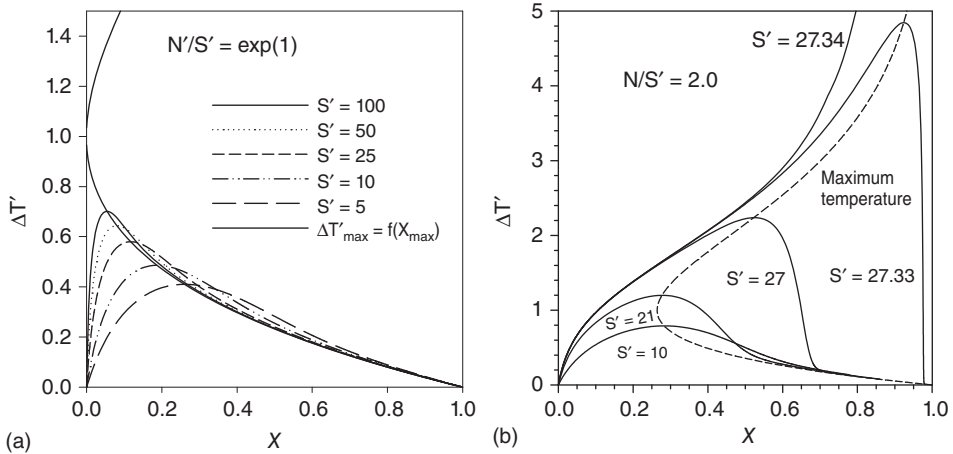 1.4
1.2
1.0
0.8
0.6
0.4
0.2
0.0
ΔT′
N′/S′ = exp(1)
S′ = 100
S′ = 50
S′ = 25
S′ = 10
S′ = 5
ΔT′max = f(Xmax)
0.0 0.2 0.4 0.6 0.8 1.0
X
(a)
5
4
3
2
1
0
ΔT′
S′ = 27.34
N/S′ = 2.0
Maximum
temperature
S′ = 27
S′ = 27.33
S′ = 21
S′ = 10
0.0 0.2 0.4 0.6 0.8 1.0
X
(b)